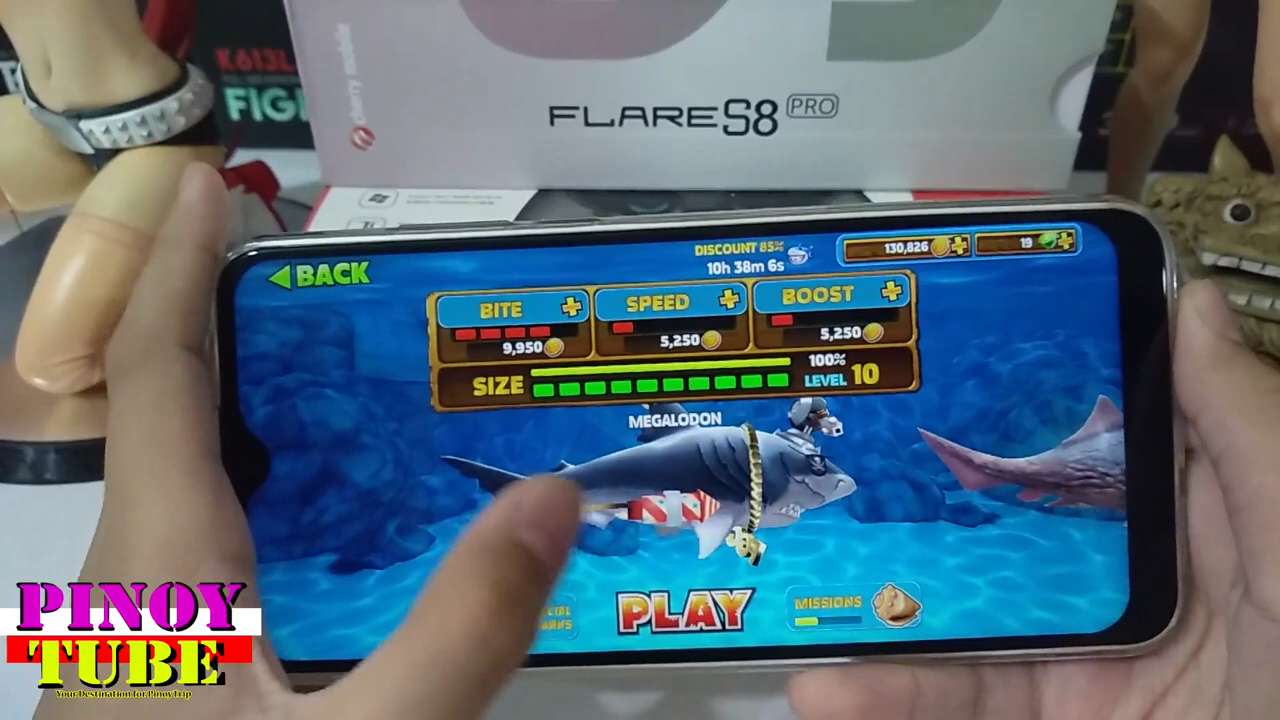 K613L
FIGH
cherry mobile
FLARE S8 PRO
BACK
DISCOUNT 85%
10h 38m 6s
130,826
19
BITE
9,950
SPEED
5,250
BOOST
5,250
SIZE
100%
LEVEL 10
MEGALODON
PLAY
MISSIONS
PINOY
TUBE
Your Destination for PinoyTrip